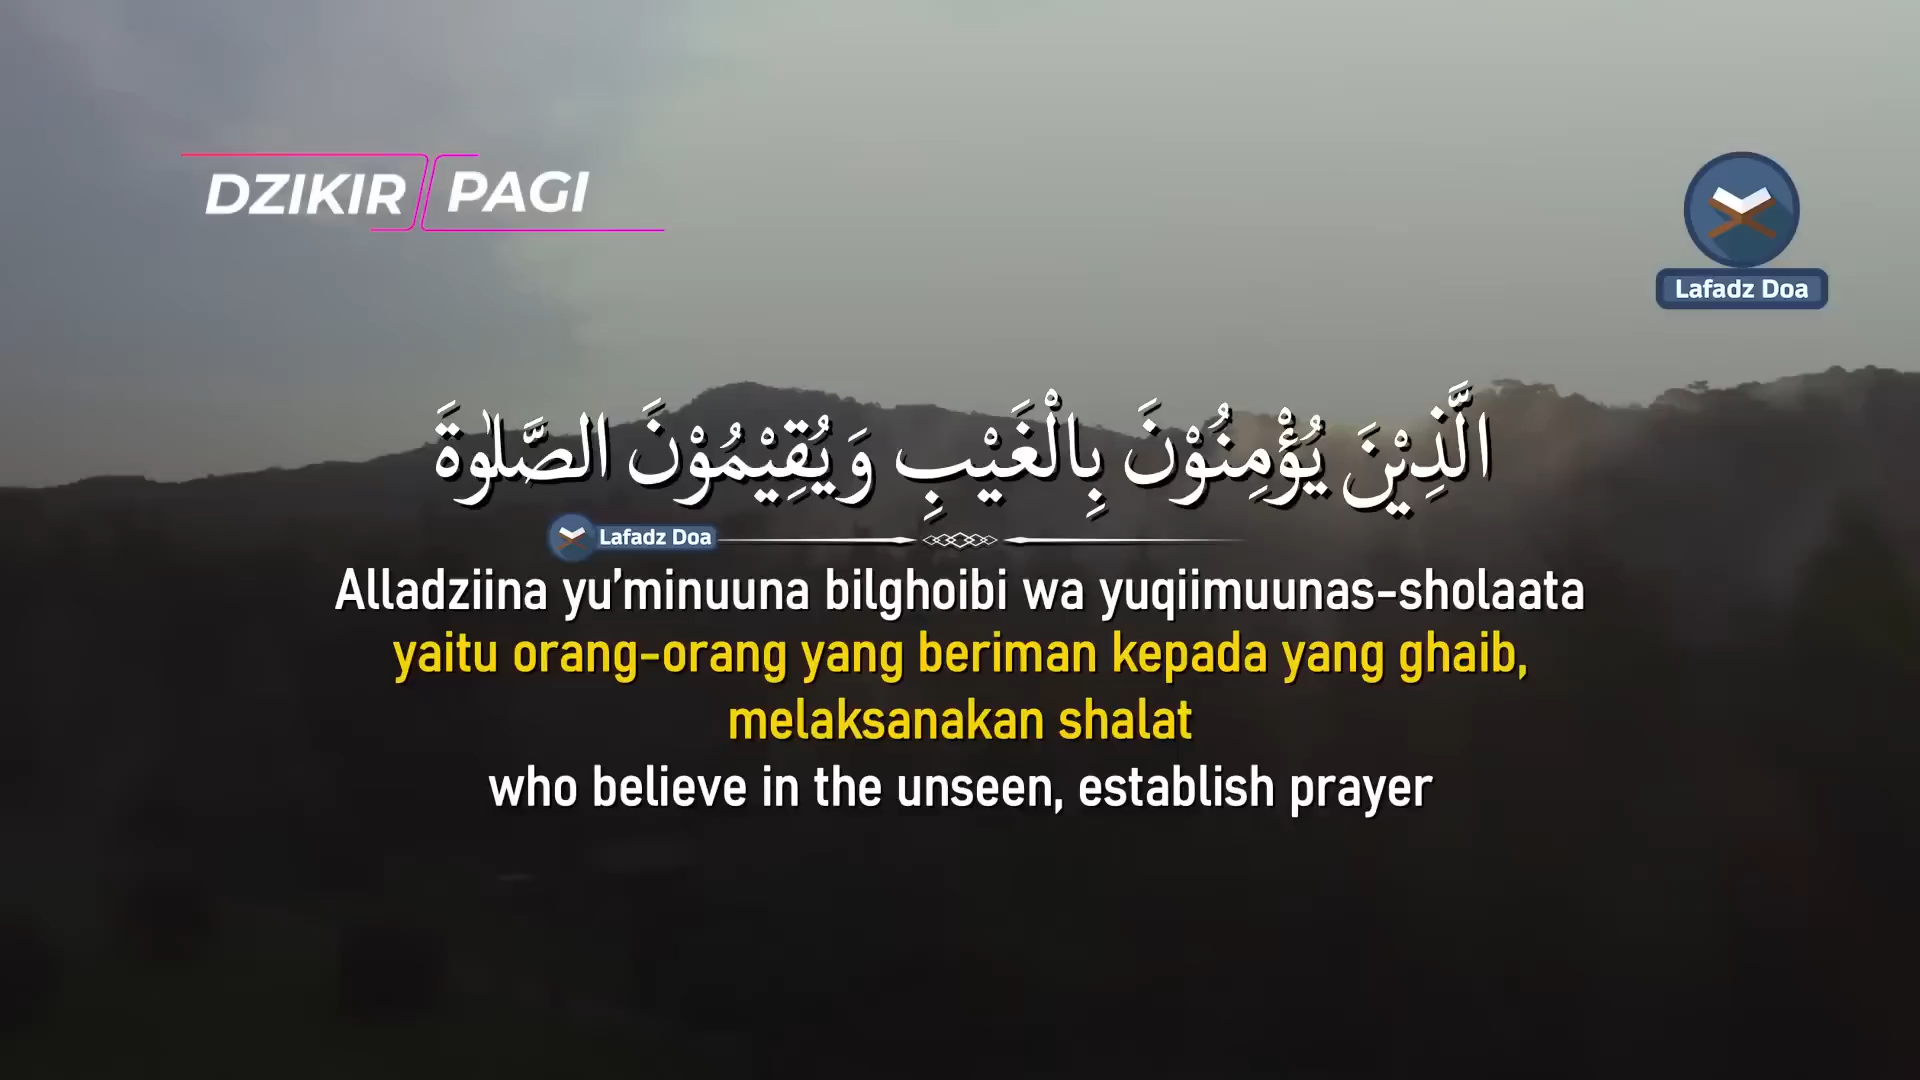 DZIKIR PAGI
Lafadz Doa
الَّذِيْنَ يُؤْمِنُوْنَ بِالْغَيْبِ وَيُقِيْمُوْنَ الصَّلٰوةَ
Lafadz Doa
Alladziina yu’minuuna bilghoibi wa yuqiimuunas-sholaata
yaitu orang-orang yang beriman kepada yang ghaib,
melaksanakan shalat
who believe in the unseen, establish prayer